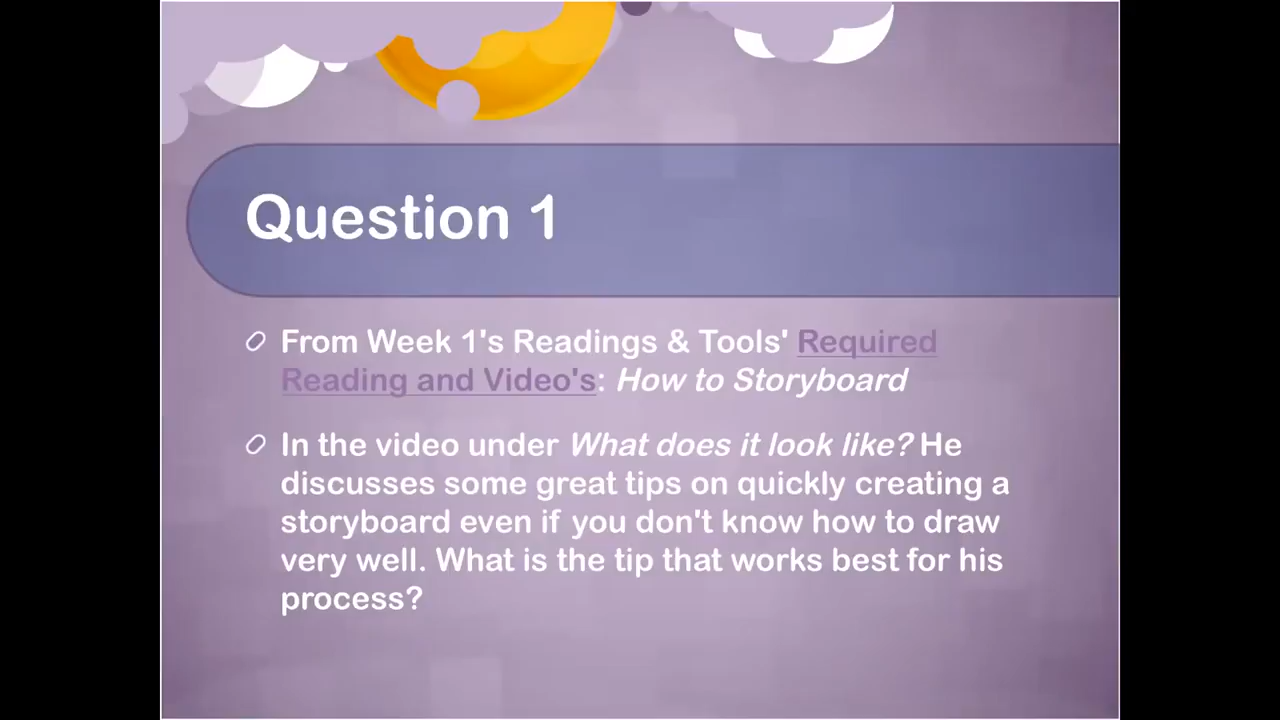 Question 1
From Week 1's Readings & Tools' Required
Reading and Video's: How to Storyboard
In the video under What does it look like? He
discusses some great tips on quickly creating a
storyboard even if you don't know how to draw
very well. What is the tip that works best for his
process?